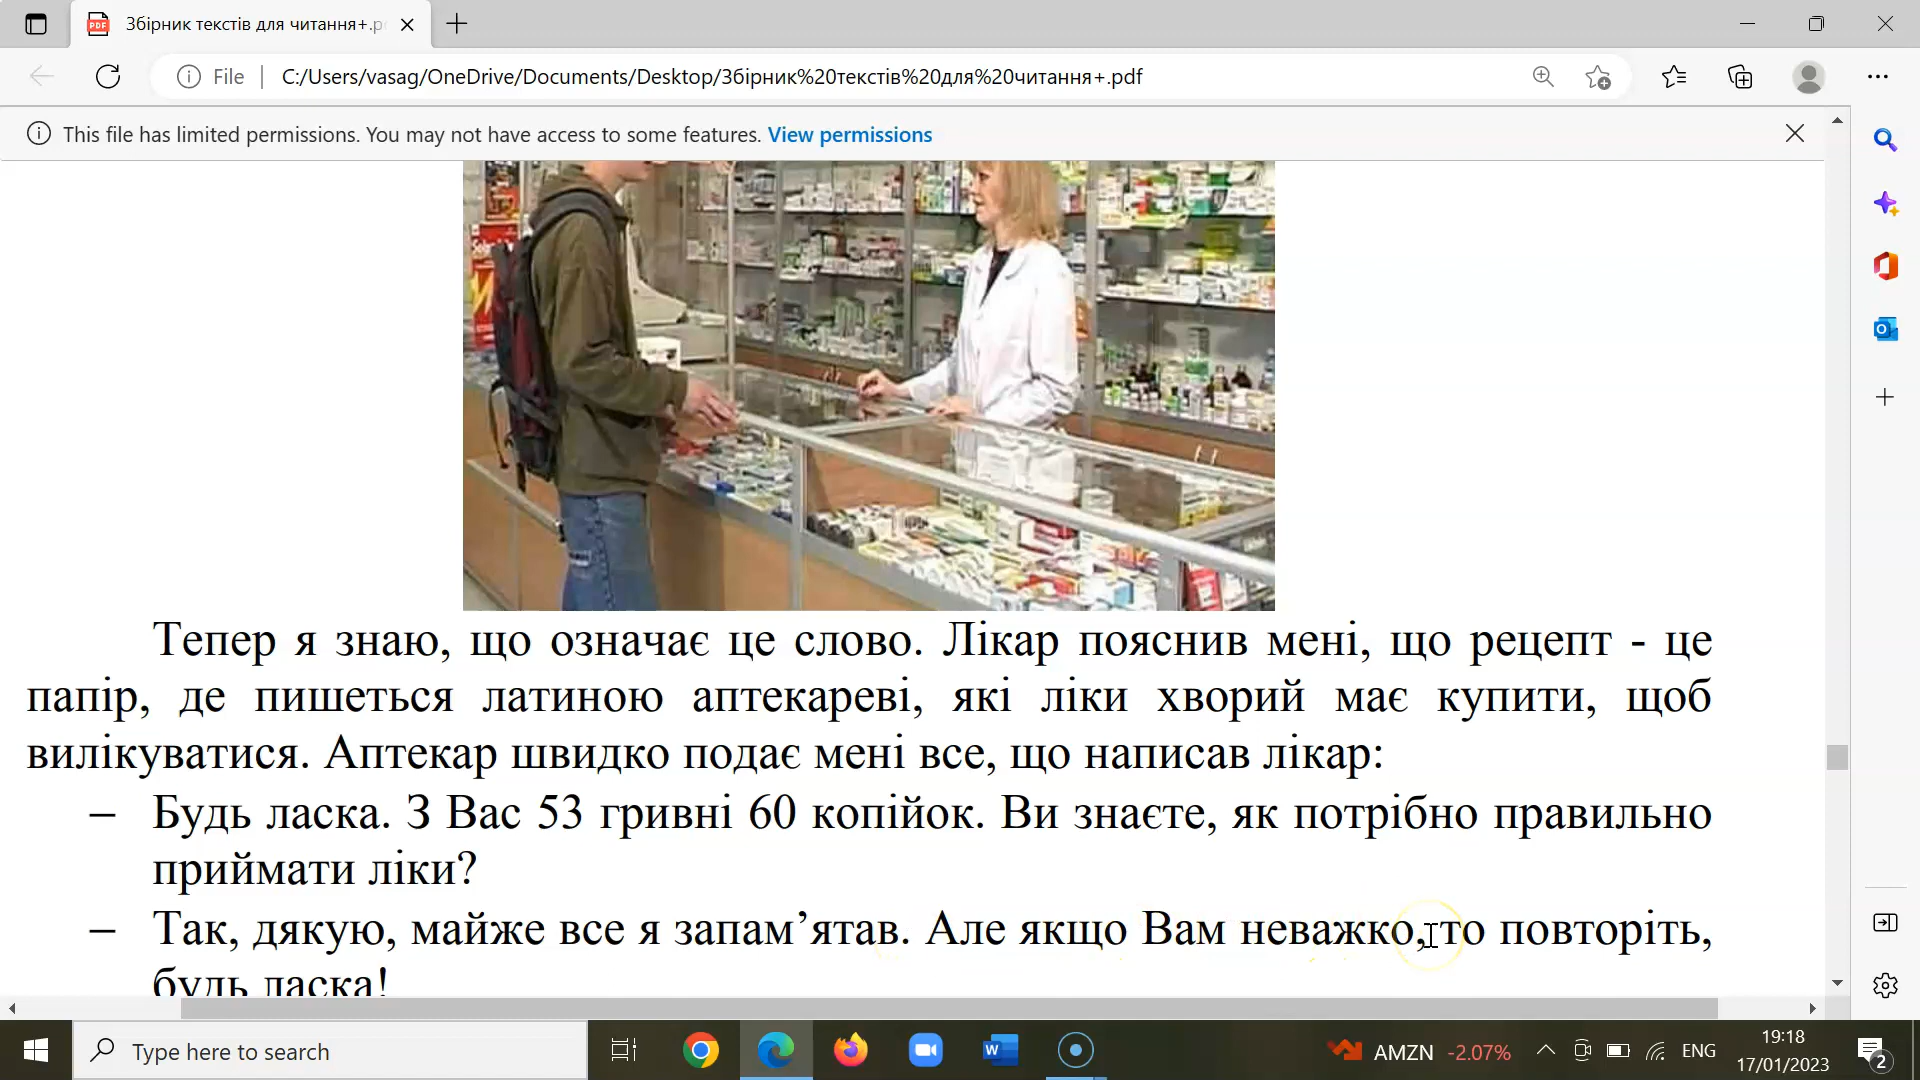 Збірник текстів для читання+.p
File
C:/Users/vasag/OneDrive/Documents/Desktop/Збірник%20текстів%20для%20читання+.pdf
This file has limited permissions. You may not have access to some features. View permissions
Тепер я знаю, що означає це слово. Лікар пояснив мені, що рецепт - це
папір, де пишеться латиною аптекареві, які ліки хворий має купити, щоб
вилікуватися. Аптекар швидко подає мені все, що написав лікар:
– Будь ласка. З Вас 53 гривні 60 копійок. Ви знаєте, як потрібно правильно
приймати ліки?
– Так, дякую, майже все я запам’ятав. Але якщо Вам неважко, то повторіть,
будь ласка!
Type here to search
AMZN -2.07%
ENG
19:18
17/01/2023
2